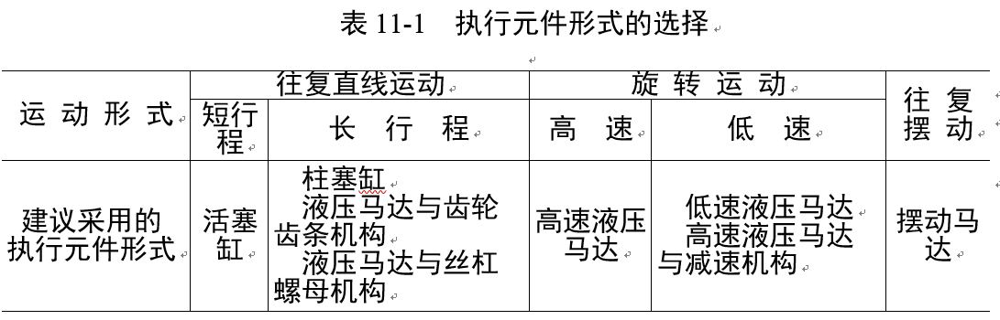 表 11-1 执行元件形式的选择
运动形式
往复直线运动
旋转运动
往复
摆动
短行
程
长行程
高速
低速
建议采用的
执行元件形式
活塞
缸
柱塞缸
液压马达与齿轮
齿条机构
液压马达与丝杠
螺母机构
高速液压
马达
低速液压马达
高速液压马达
与减速机构
摆动马
达